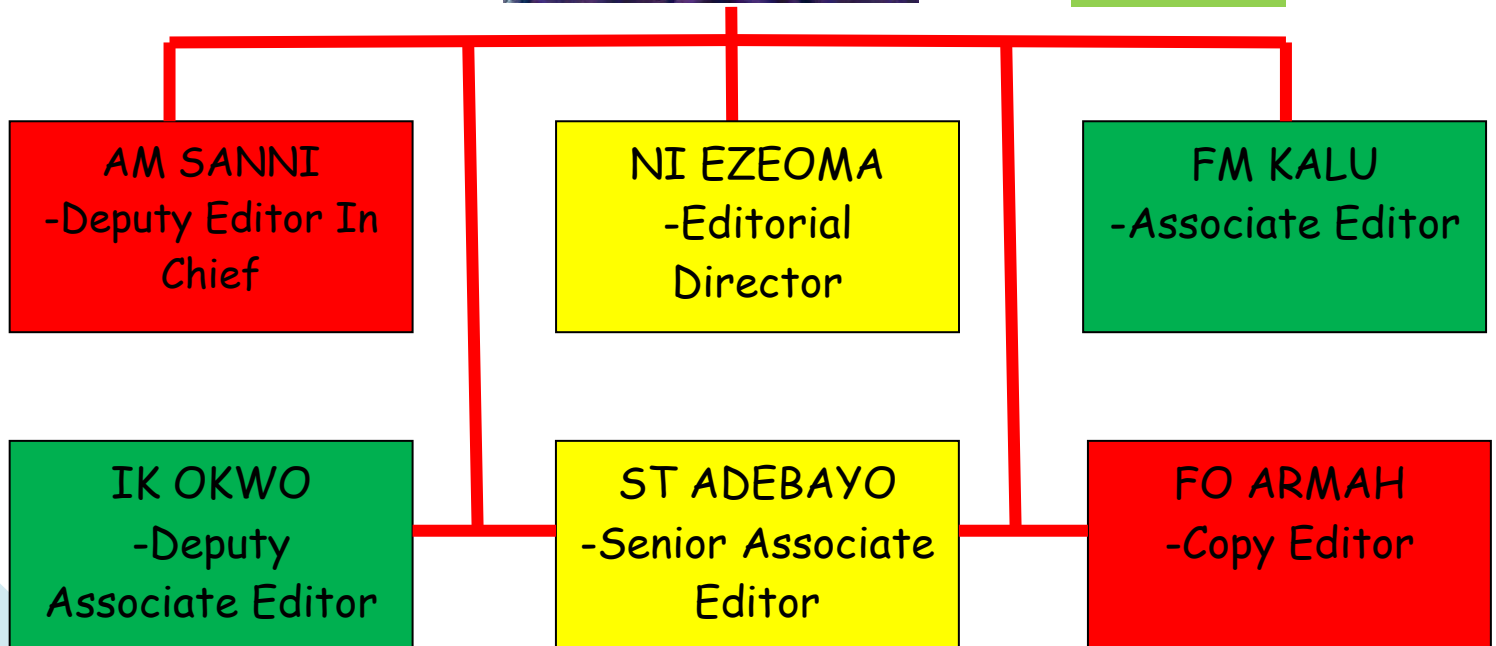 AM SANNI
-Deputy Editor In
Chief
NI EZEOMA
-Editorial
Director
FM KALU
-Associate Editor
IK OKWO
-Deputy
Associate Editor
ST ADEBAYO
-Senior Associate
Editor
FO ARMAH
-Copy Editor